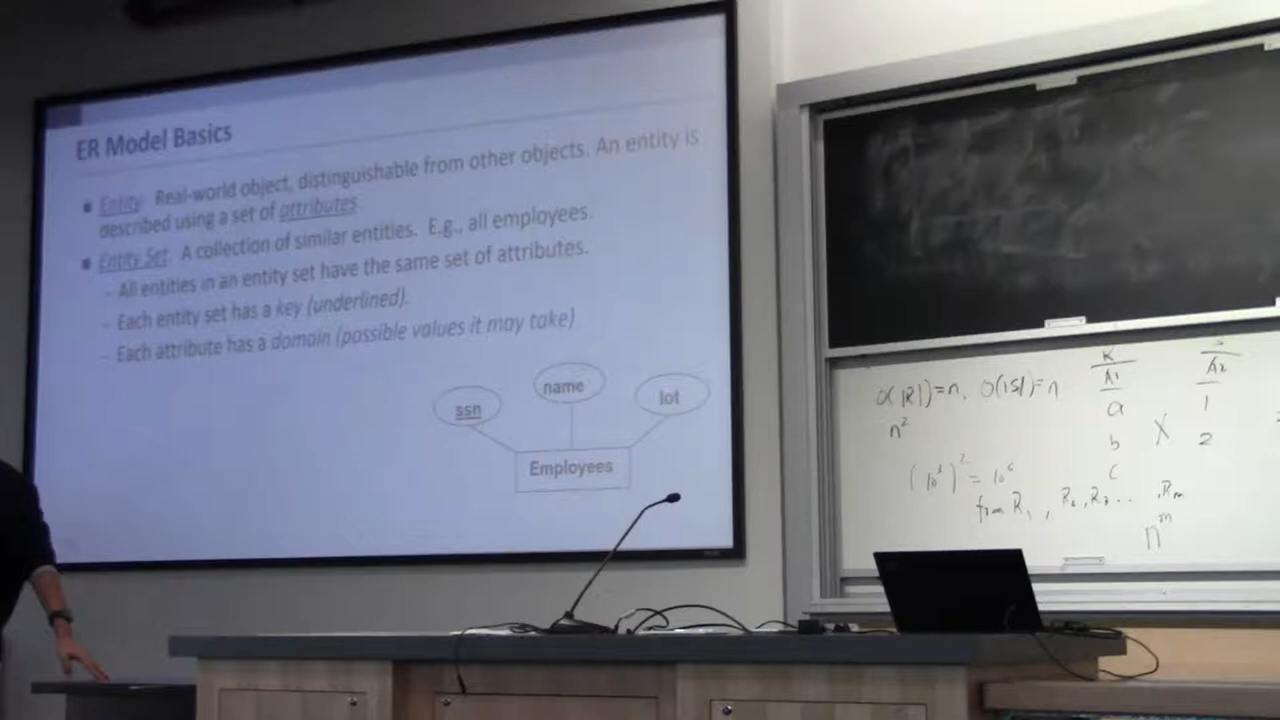 ER Model Basics
▪ Entity: Real-world object, distinguishable from other objects. An entity is
described using a set of attributes
▪ Entity Set: A collection of similar entities. E.g., all employees.
- All entities in an entity set have the same set of attributes.
– Each entity set has a key (underlined).
– Each attribute has a domain (possible values it may take)
ssn
name
lot
Employees
O(|R|)=n, O(|S|)=n
n²
(10³)² = 10⁶
from R₁, R₂, R₃... , Rm
n^m
R
A1
a
b
c
X
S
A2
1
2